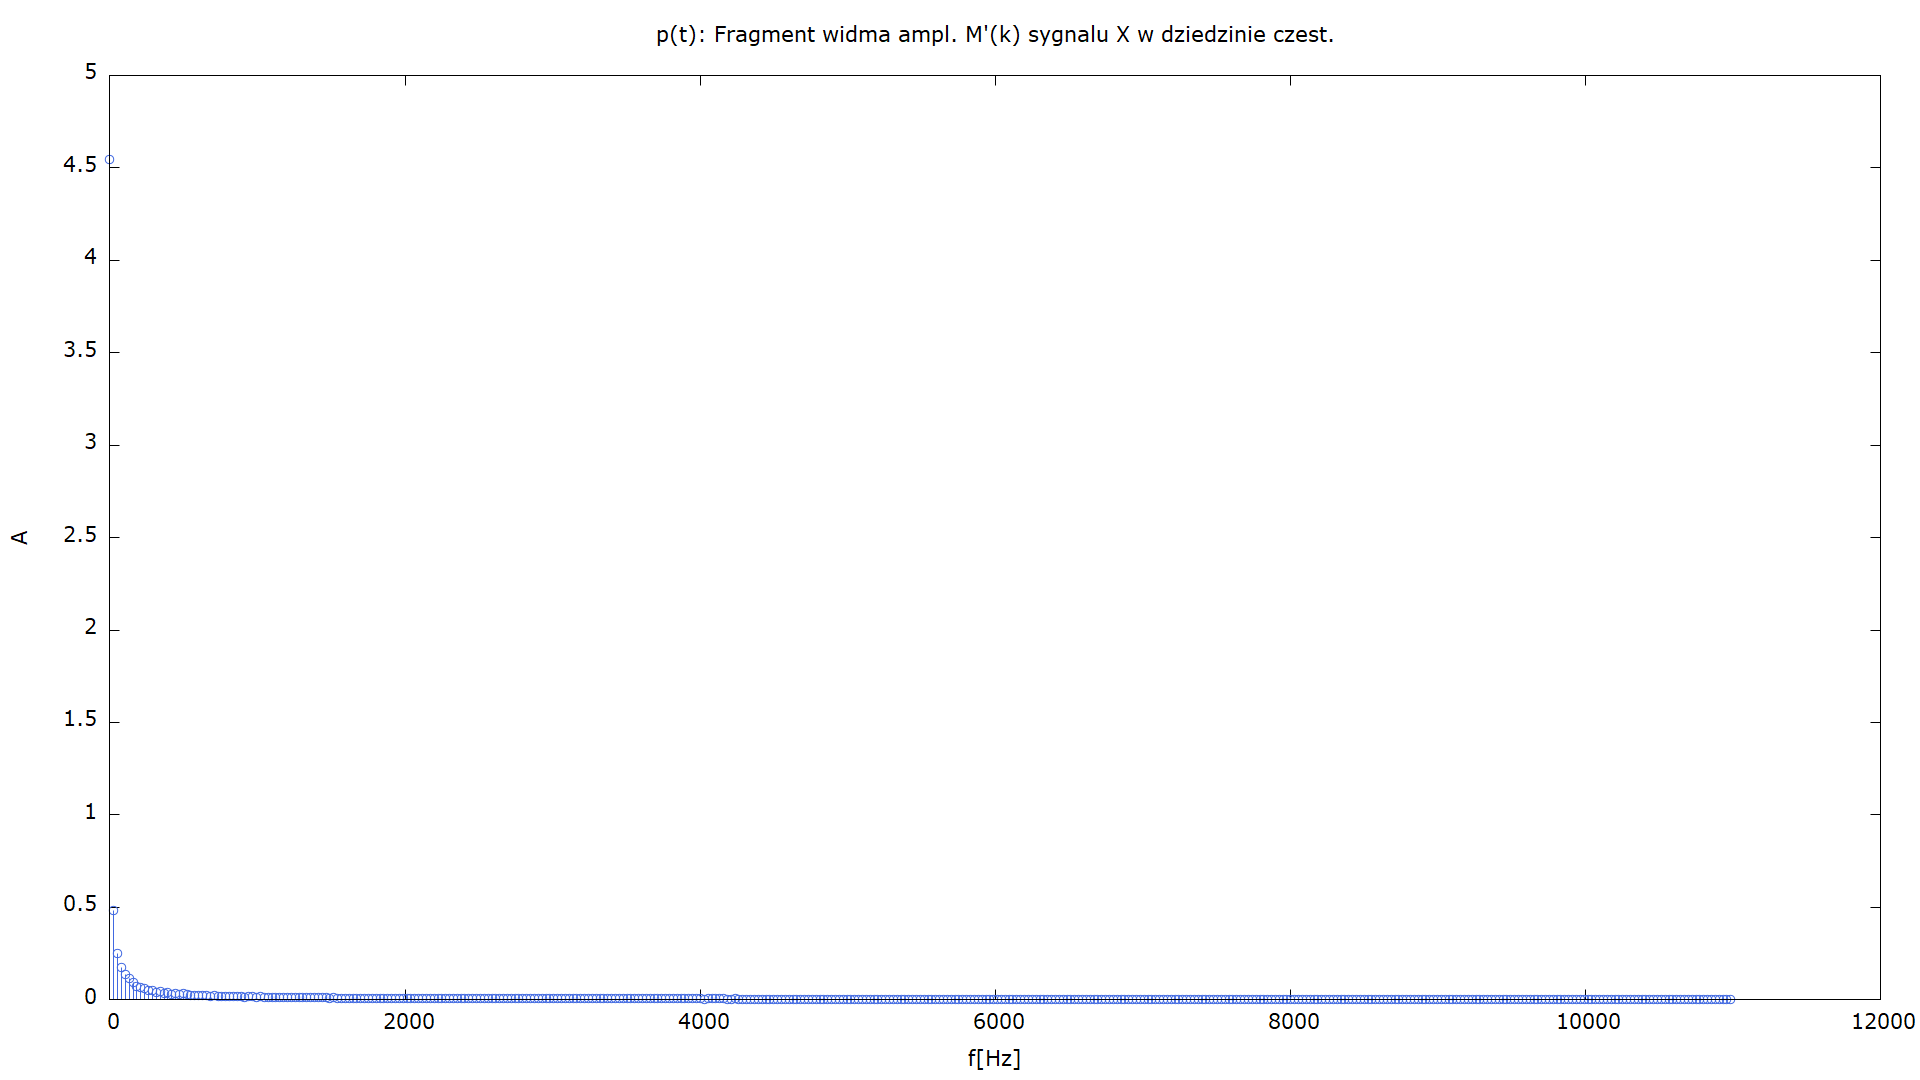 p(t): Fragment widma ampl. M'(k) sygnalu X w dziedzinie czest.
5
4.5
4
3.5
3
2.5
2
1.5
1
0.5
0
A
0 2000 4000 6000 8000 10000 12000
f[Hz]